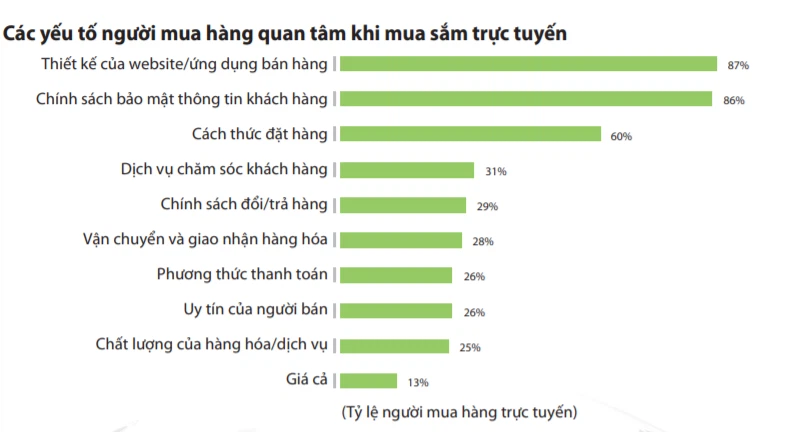 Các yếu tố người mua hàng quan tâm khi mua sắm trực tuyến
Thiết kế của website/ứng dụng bán hàng 87%
Chính sách bảo mật thông tin khách hàng 86%
Cách thức đặt hàng 60%
Dịch vụ chăm sóc khách hàng 31%
Chính sách đổi/trả hàng 29%
Vận chuyển và giao nhận hàng hóa 28%
Phương thức thanh toán 26%
Uy tín của người bán 26%
Chất lượng của hàng hóa/dịch vụ 25%
Giá cả 13%
(Tỷ lệ người mua hàng trực tuyến)